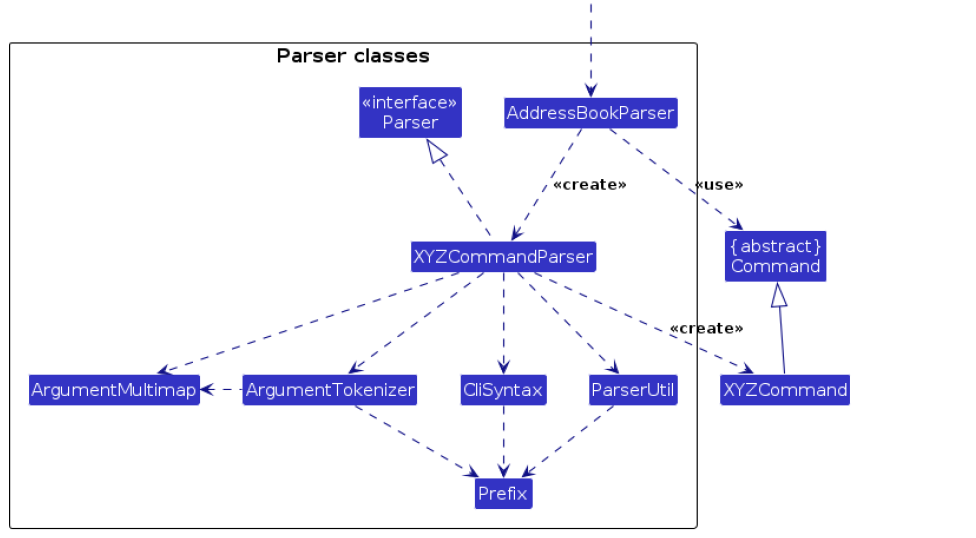 Parser classes
«interface»
Parser
AddressBookParser
«create»
«use»
XYZCommandParser
{abstract}
Command
«create»
ArgumentMultimap
ArgumentTokenizer
CliSyntax
ParserUtil
XYZCommand
Prefix